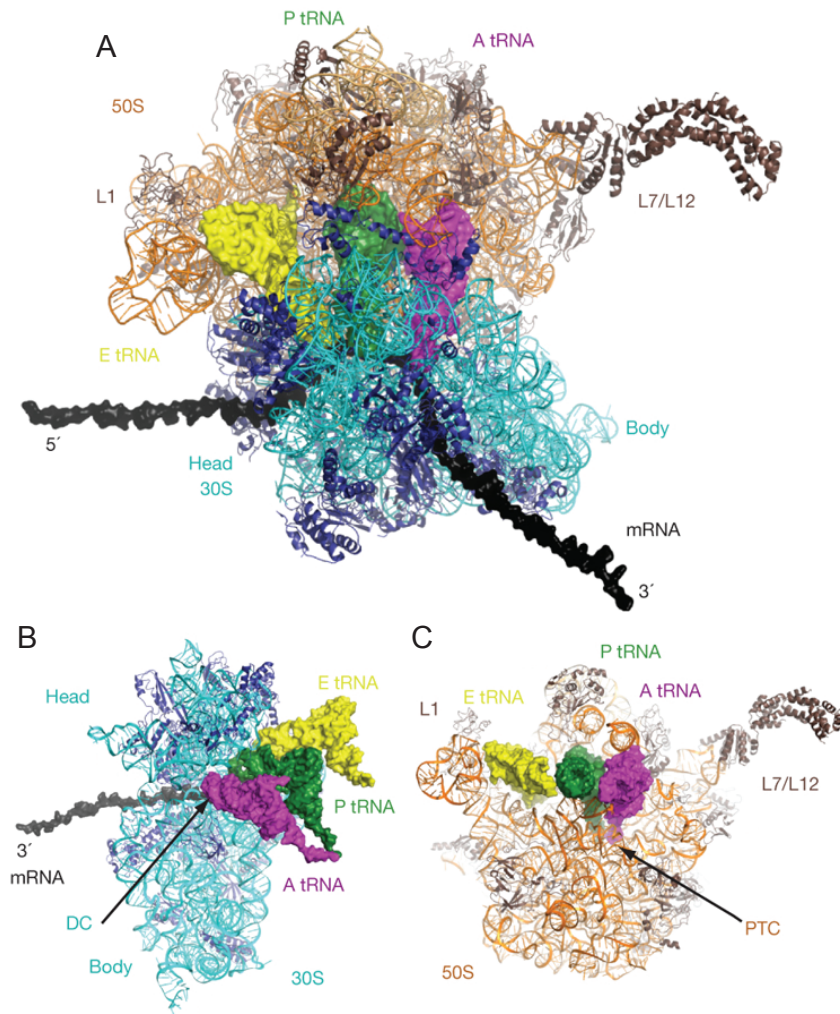 P tRNA
A tRNA
A
50S
L1
L7/L12
E tRNA
5´
Body
Head
30S
mRNA
3´
B
C
P tRNA
E tRNA
A tRNA
Head
L1
E tRNA
L7/L12
P tRNA
3´
mRNA
A tRNA
DC
PTC
Body
30S
50S